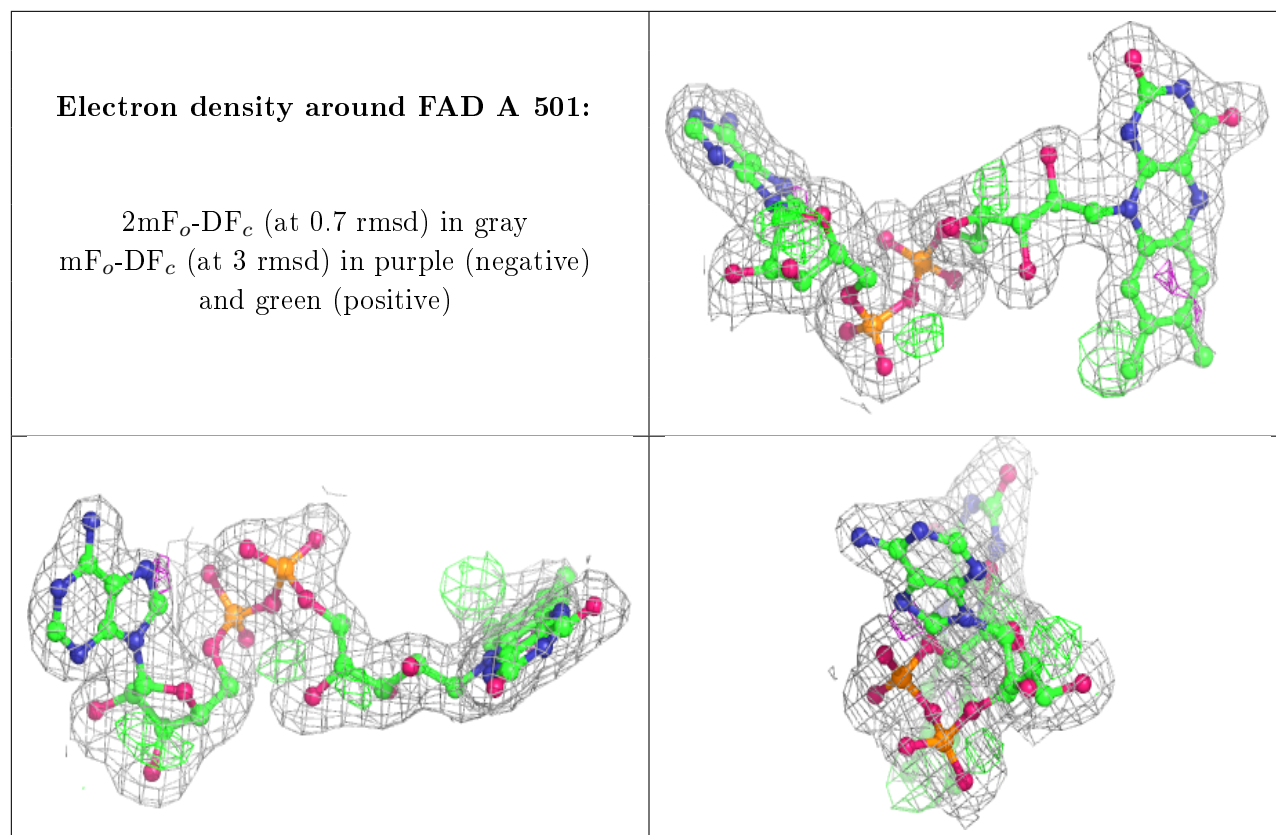 Electron density around FAD A 501:
2mFₒ-DF𝒸 (at 0.7 rmsd) in gray
mFₒ-DF𝒸 (at 3 rmsd) in purple (negative)
and green (positive)